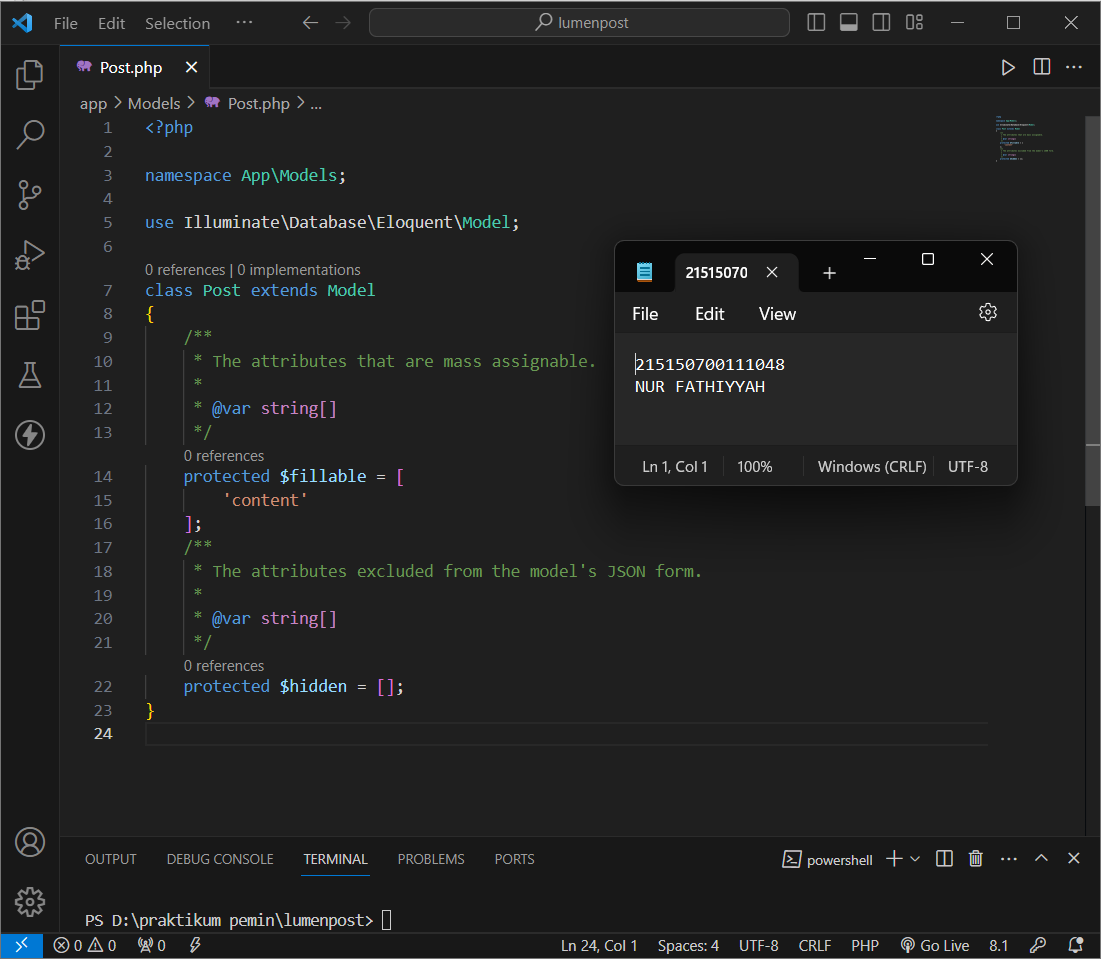 File Edit Selection ··· lumenpost
Post.php
app > Models > Post.php > ...
1 <?php
2
3 namespace App\Models;
4
5 use Illuminate\Database\Eloquent\Model;
6
0 references | 0 implementations
7 class Post extends Model
8 {
9 /**
10 * The attributes that are mass assignable.
11 *
12 * @var string[]
13 */
0 references
14 protected $fillable = [
15 'content'
16 ];
17 /**
18 * The attributes excluded from the model's JSON form.
19 *
20 * @var string[]
21 */
0 references
22 protected $hidden = [];
23 }
24
21515070
File Edit View
215150700111048
NUR FATHIYYAH
Ln 1, Col 1 100% Windows (CRLF) UTF-8
OUTPUT DEBUG CONSOLE TERMINAL PROBLEMS PORTS powershell
PS D:\praktikum pemin\lumenpost>
0 0 0 Ln 24, Col 1 Spaces: 4 UTF-8 CRLF PHP Go Live 8.1